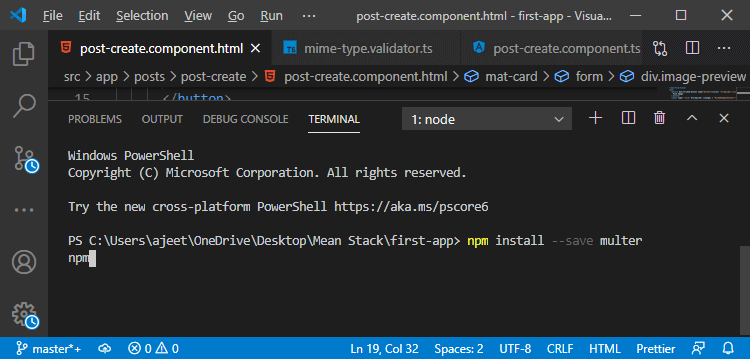 File Edit Selection View Go Run ··· post-create.component.html - first-app - Visua...
post-create.component.html mime-type.validator.ts post-create.component.ts
src > app > posts > post-create > post-create.component.html > mat-card > form > div.image-preview
15 </button>
PROBLEMS OUTPUT DEBUG CONSOLE TERMINAL 1: node
Windows PowerShell
Copyright (C) Microsoft Corporation. All rights reserved.
Try the new cross-platform PowerShell https://aka.ms/pscore6
PS C:\Users\ajeet\OneDrive\Desktop\Mean Stack\first-app> npm install --save multer
npm
master*+ 0 0 Ln 19, Col 32 Spaces: 2 UTF-8 CRLF HTML Prettier